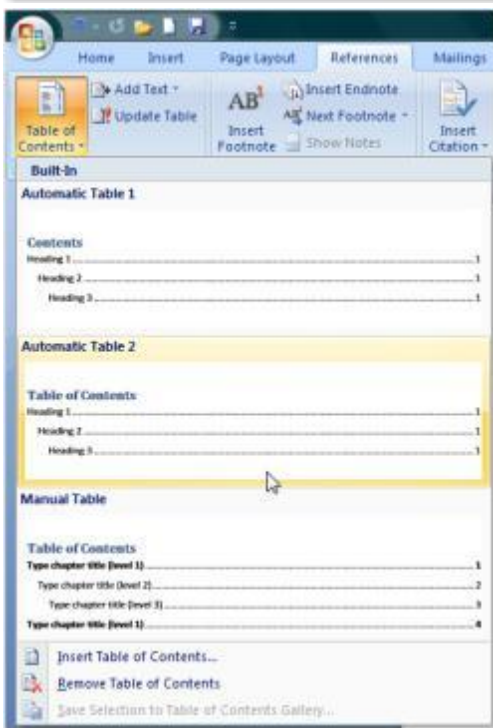 Home Insert Page Layout References Mailings
Table of Contents
Add Text
Update Table
AB¹
Insert Footnote
Insert Endnote
AB Next Footnote
Show Notes
Insert Citation
Built-In
Automatic Table 1
Contents
Heading 1 1
Heading 2 1
Heading 3 1
Automatic Table 2
Table of Contents
Heading 1 1
Heading 2 1
Heading 3 1
Manual Table
Table of Contents
Type chapter title (level 1) 1
Type chapter title (level 2) 2
Type chapter title (level 3) 3
Type chapter title (level 1) 4
Insert Table of Contents...
Remove Table of Contents
Save Selection to Table of Contents Gallery...